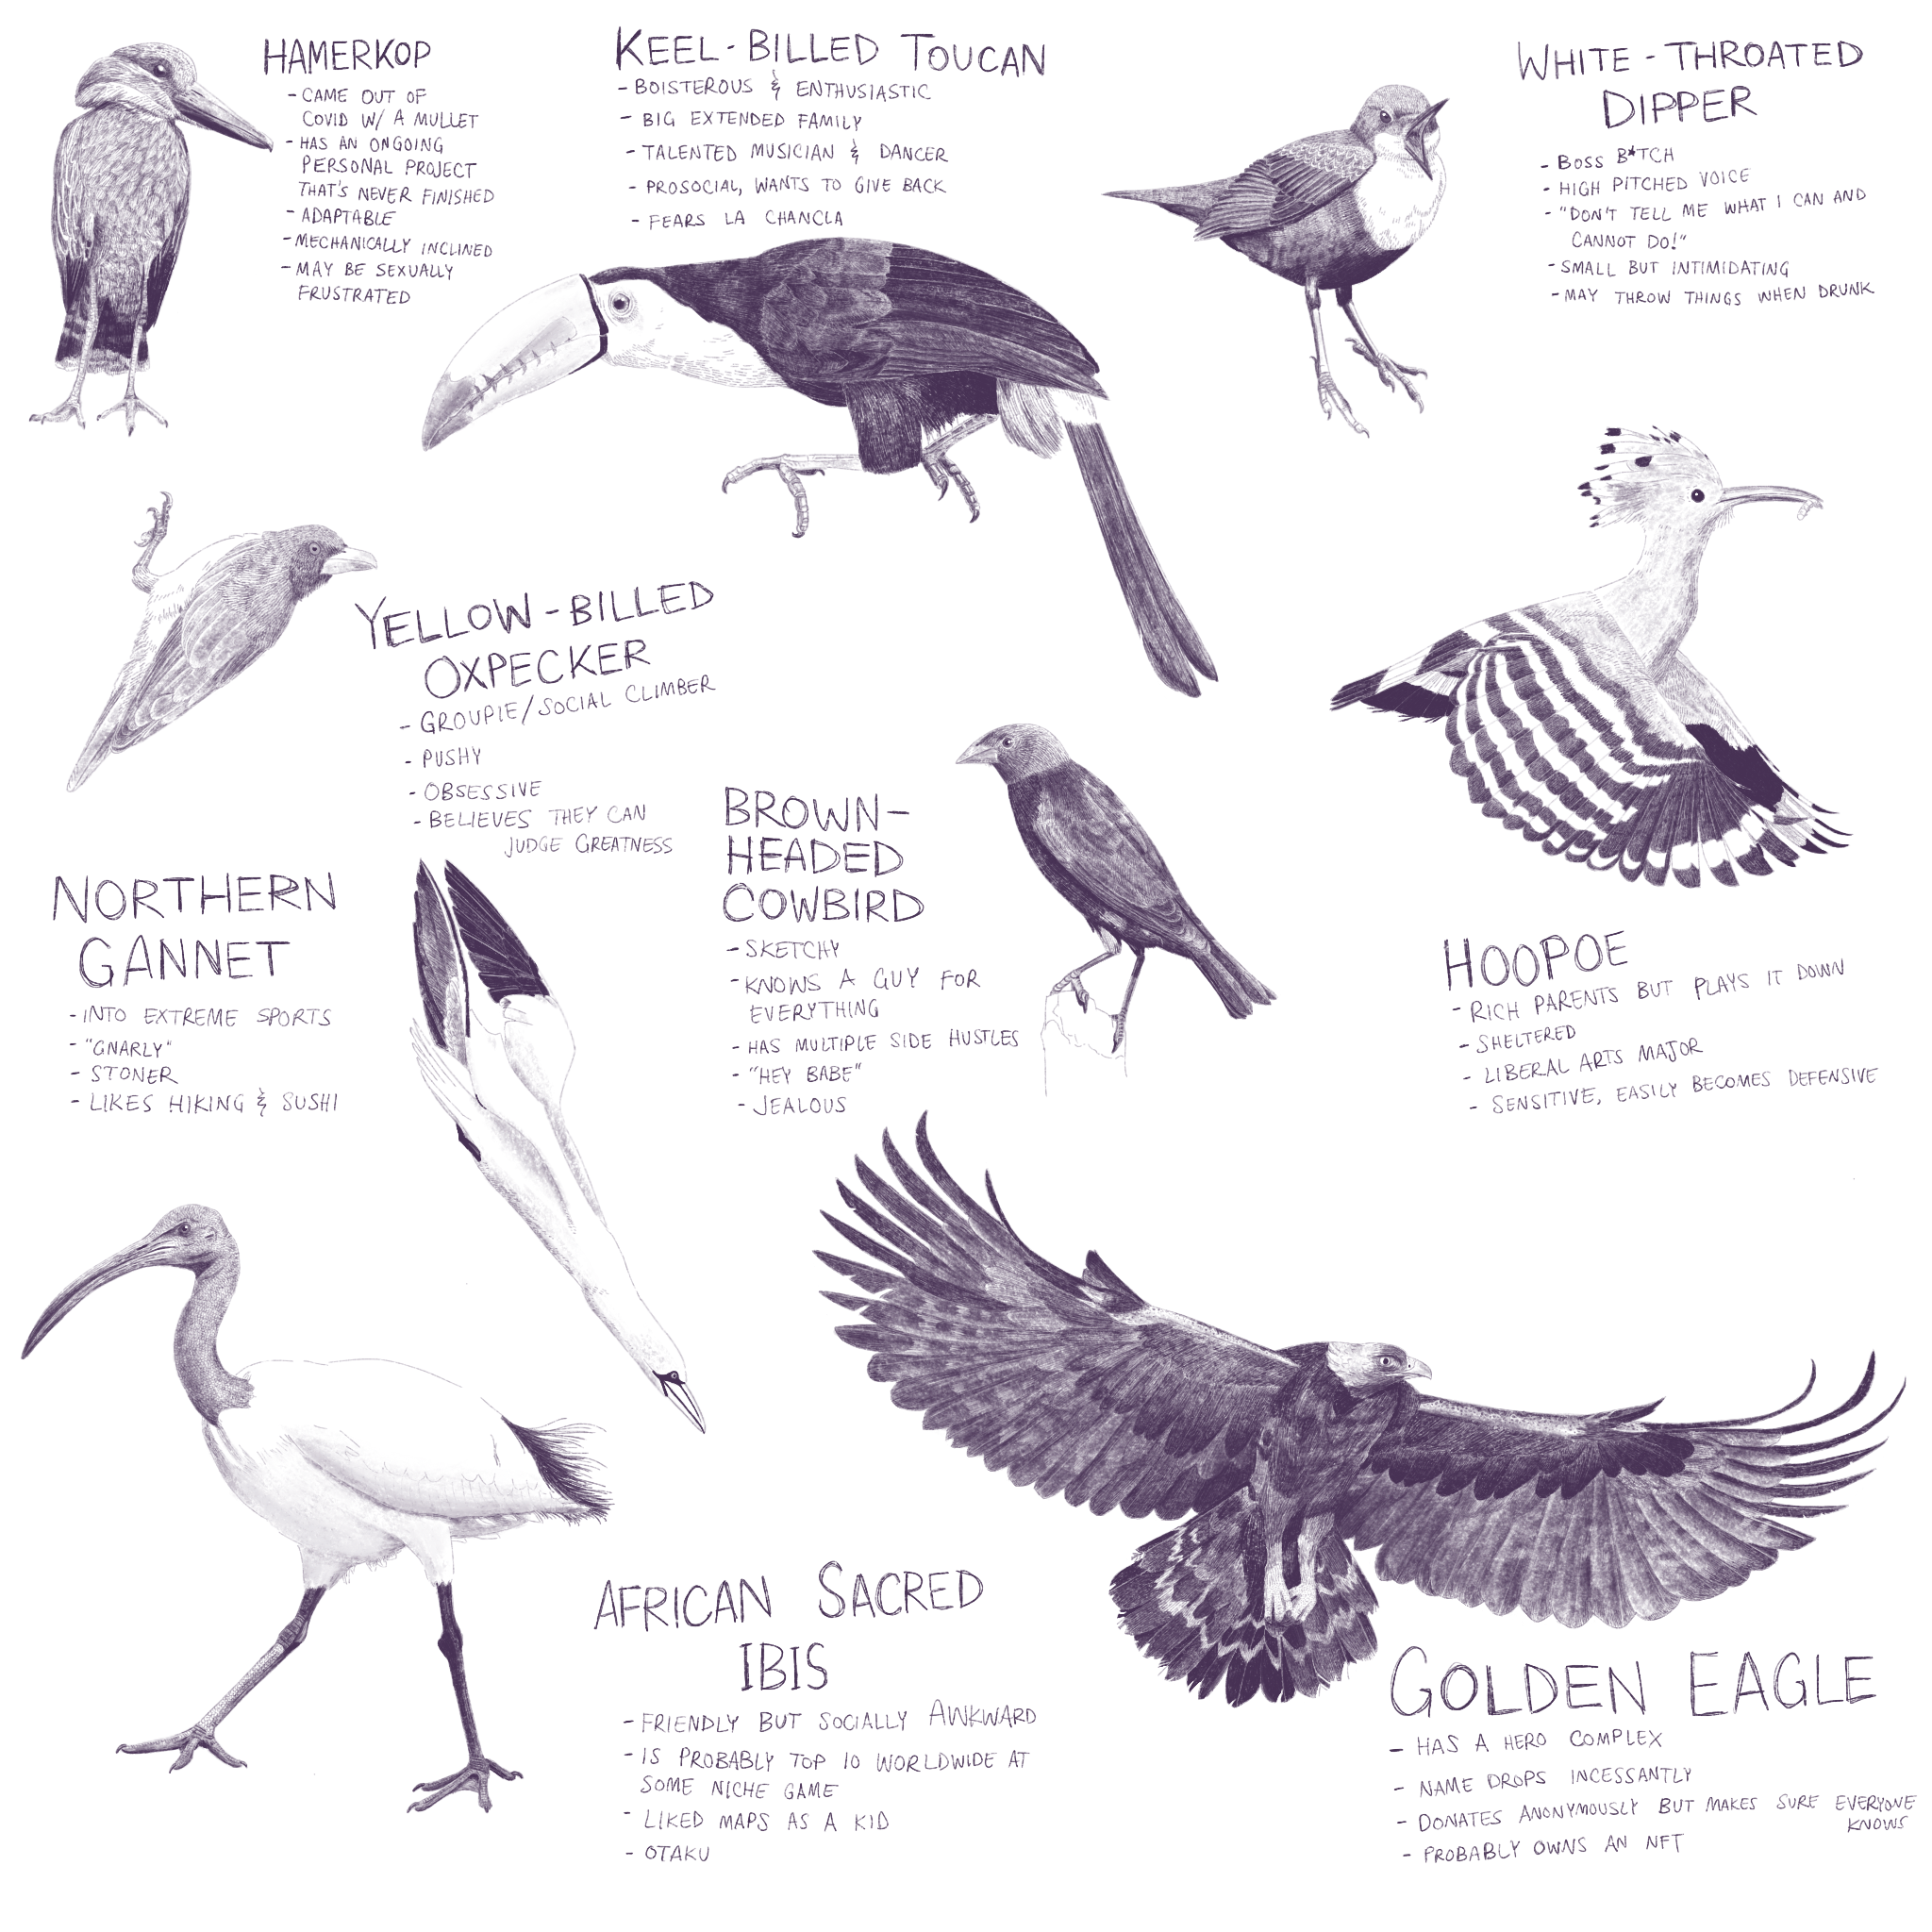 HAMERKOP
- CAME OUT OF
COVID W/ A MULLET
- HAS AN ONGOING
PERSONAL PROJECT
THAT'S NEVER FINISHED
- ADAPTABLE
- MECHANICALLY INCLINED
- MAY BE SEXUALLY
FRUSTRATED
KEEL-BILLED TOUCAN
- BOISTEROUS & ENTHUSIASTIC
- BIG EXTENDED FAMILY
- TALENTED MUSICIAN & DANCER
- PROSOCIAL, WANTS TO GIVE BACK
- FEARS LA CHANCLA
WHITE-THROATED
DIPPER
- BOSS B*TCH
- HIGH PITCHED VOICE
- "DON'T TELL ME WHAT I CAN AND
CANNOT DO!"
- SMALL BUT INTIMIDATING
- MAY THROW THINGS WHEN DRUNK
YELLOW-BILLED
OXPECKER
- GROUPIE/SOCIAL CLIMBER
- PUSHY
- OBSESSIVE
- BELIEVES THEY CAN
JUDGE GREATNESS
BROWN-
HEADED
COWBIRD
- SKETCHY
- KNOWS A GUY FOR
EVERYTHING
- HAS MULTIPLE SIDE HUSTLES
- "HEY BABE"
- JEALOUS
NORTHERN
GANNET
- INTO EXTREME SPORTS
- "GNARLY"
- STONER
- LIKES HIKING & SUSHI
HOOPOE
- RICH PARENTS BUT PLAYS IT DOWN
- SHELTERED
- LIBERAL ARTS MAJOR
- SENSITIVE, EASILY BECOMES DEFENSIVE
AFRICAN SACRED
IBIS
- FRIENDLY BUT SOCIALLY AWKWARD
- IS PROBABLY TOP 10 WORLDWIDE AT
SOME NICHE GAME
- LIKED MAPS AS A KID
- OTAKU
GOLDEN EAGLE
- HAS A HERO COMPLEX
- NAME DROPS INCESSANTLY
- DONATES ANONYMOUSLY BUT MAKES SURE EVERYONE
KNOWS
- PROBABLY OWNS AN NFT